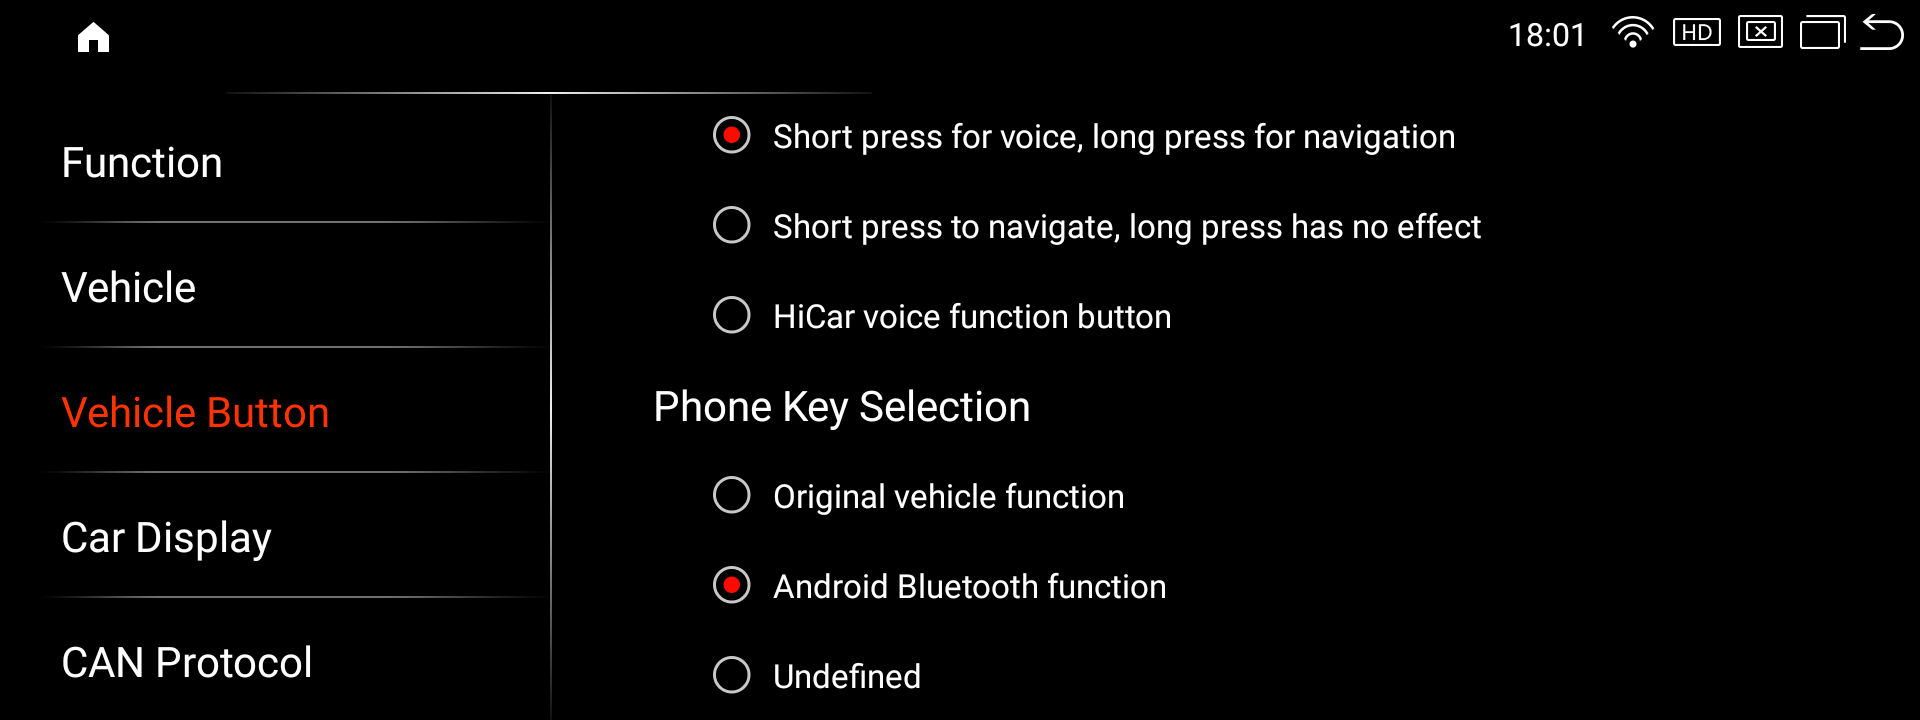 18:01
HD
Function
Vehicle
Vehicle Button
Car Display
CAN Protocol
Short press for voice, long press for navigation
Short press to navigate, long press has no effect
HiCar voice function button
Phone Key Selection
Original vehicle function
Android Bluetooth function
Undefined